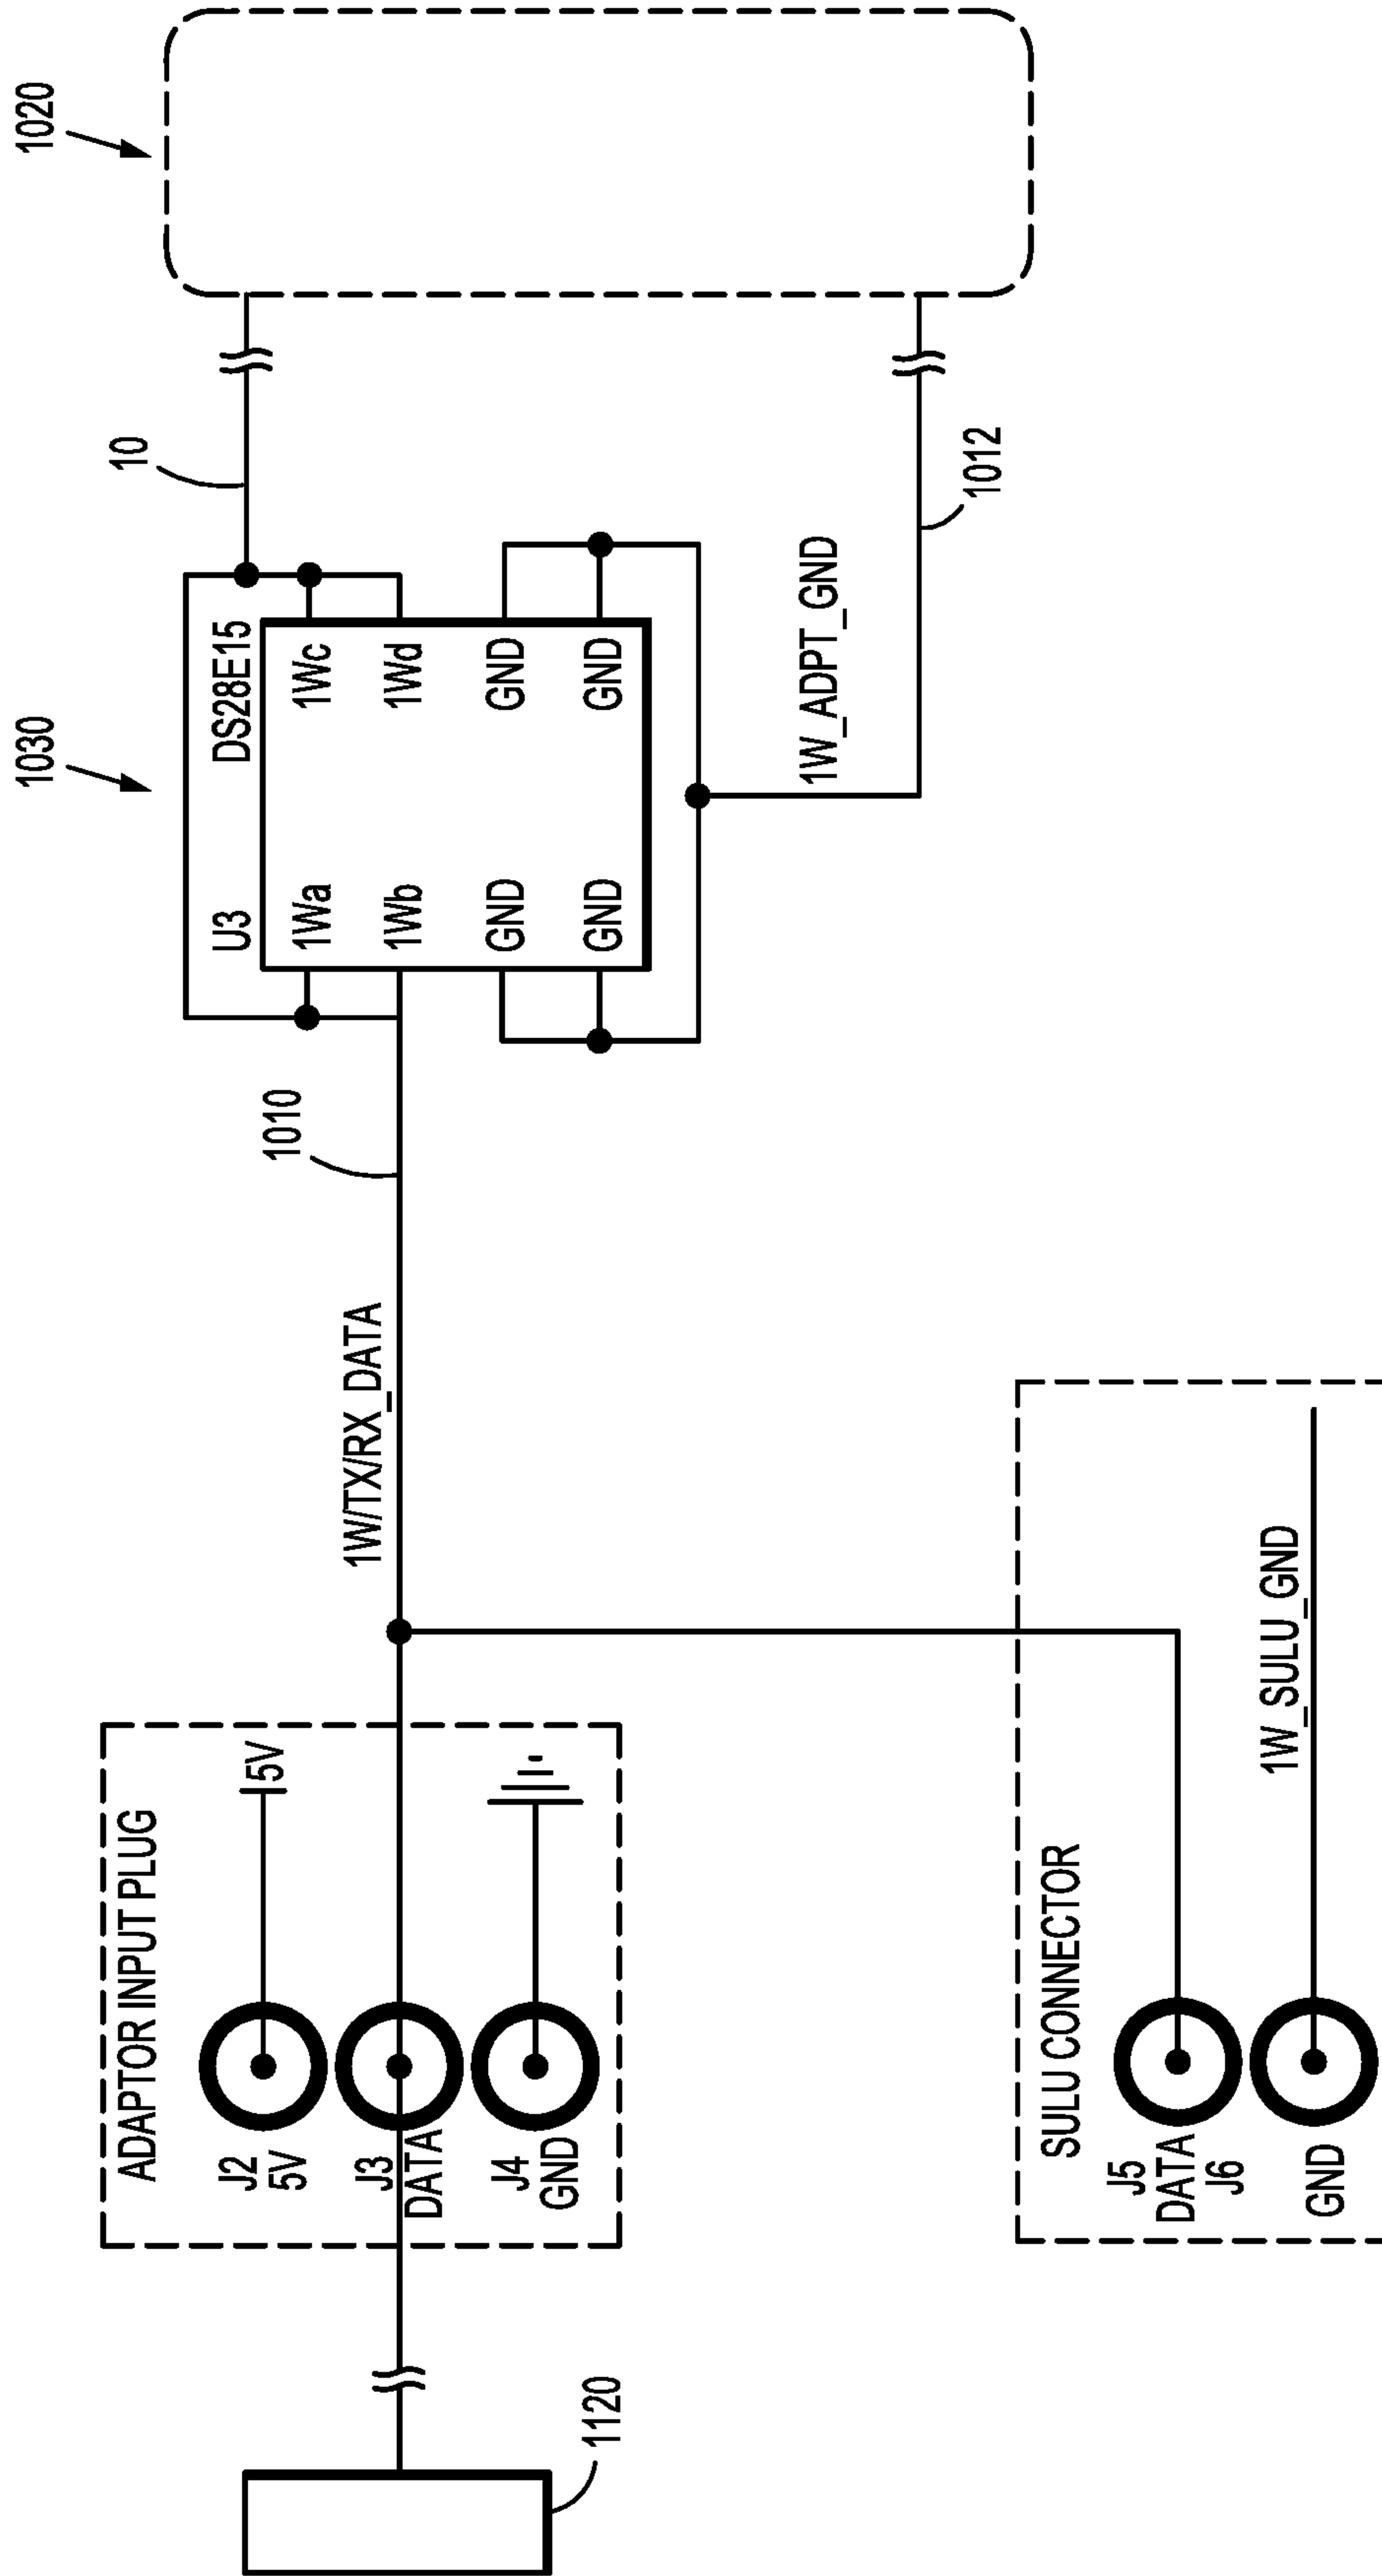 1020
1030
10
U3
DS28E15
1Wa
1Wc
1Wb
1Wd
GND
GND
GND
GND
1010
1W/TX/RX_DATA
1W_ADPT_GND
1012
ADAPTOR INPUT PLUG
J2
5V
5V
J3
DATA
J4
GND
1120
SULU CONNECTOR
J5
DATA
J6
GND
1W_SULU_GND